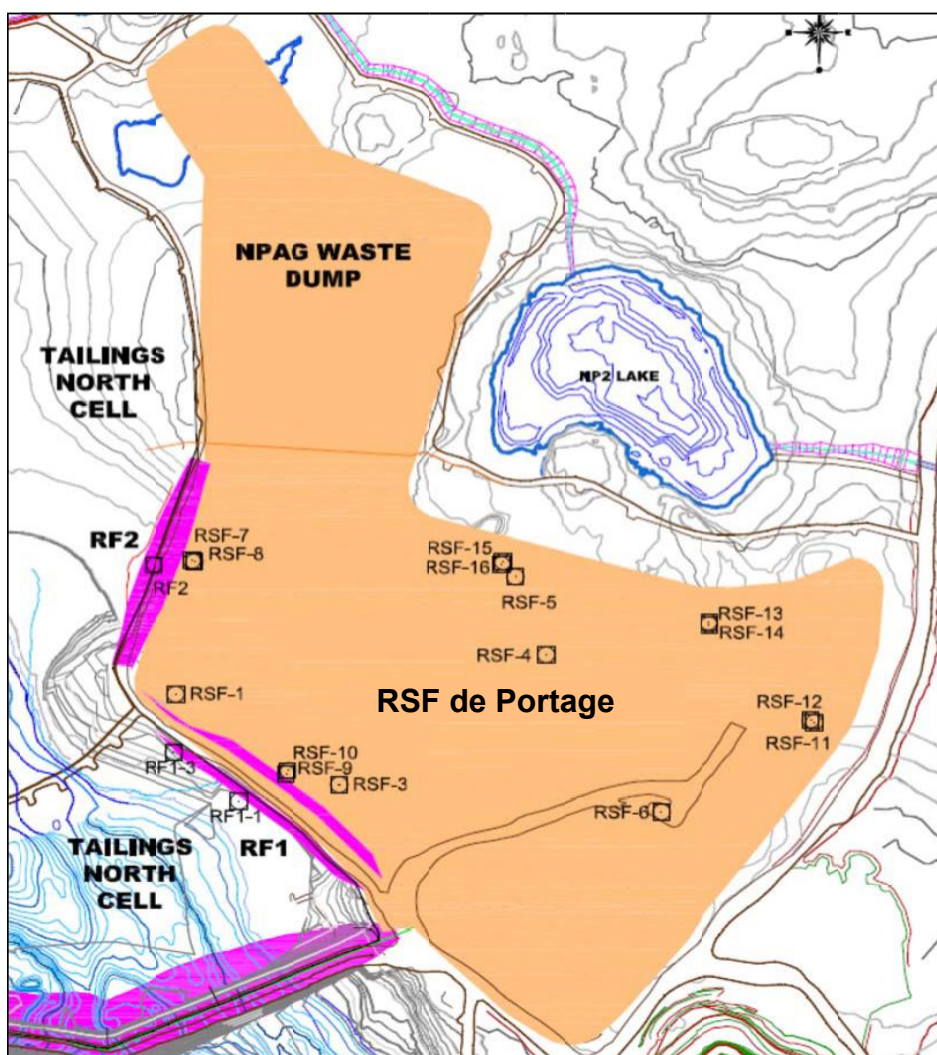 NPAG WASTE
DUMP
TAILINGS
NORTH
CELL
NP2 LAKE
RF2
RSF-7
RSF-8
RF2
RSF-15
RSF-16
RSF-5
RSF-13
RSF-14
RSF-4
RSF-1
RSF de Portage
RSF-12
RSF-11
RF1-3
RSF-10
RSF-9
RSF-3
RF1-1
RSF-6
RF1
TAILINGS
NORTH
CELL